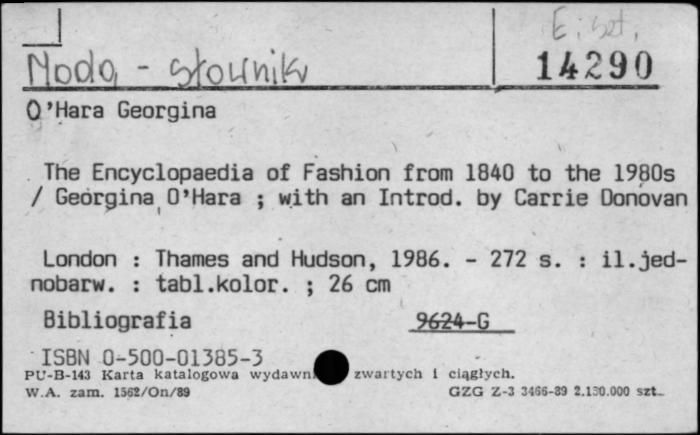 E. szt.
Moda - słowniki 14290
O'Hara Georgina
The Encyclopaedia of Fashion from 1840 to the 1980s
/ Georgina O'Hara ; with an Introd. by Carrie Donovan
London : Thames and Hudson, 1986. - 272 s. : il.jed-
nobarw. : tabl.kolor. ; 26 cm
Bibliografia 9624-G
ISBN 0-500-01385-3
PU-B-143 Karta katalogowa wydawn zwartych i ciągłych.
W.A. zam. 1562/On/89 GZG Z-3 3466-89 2.130.000 szt.